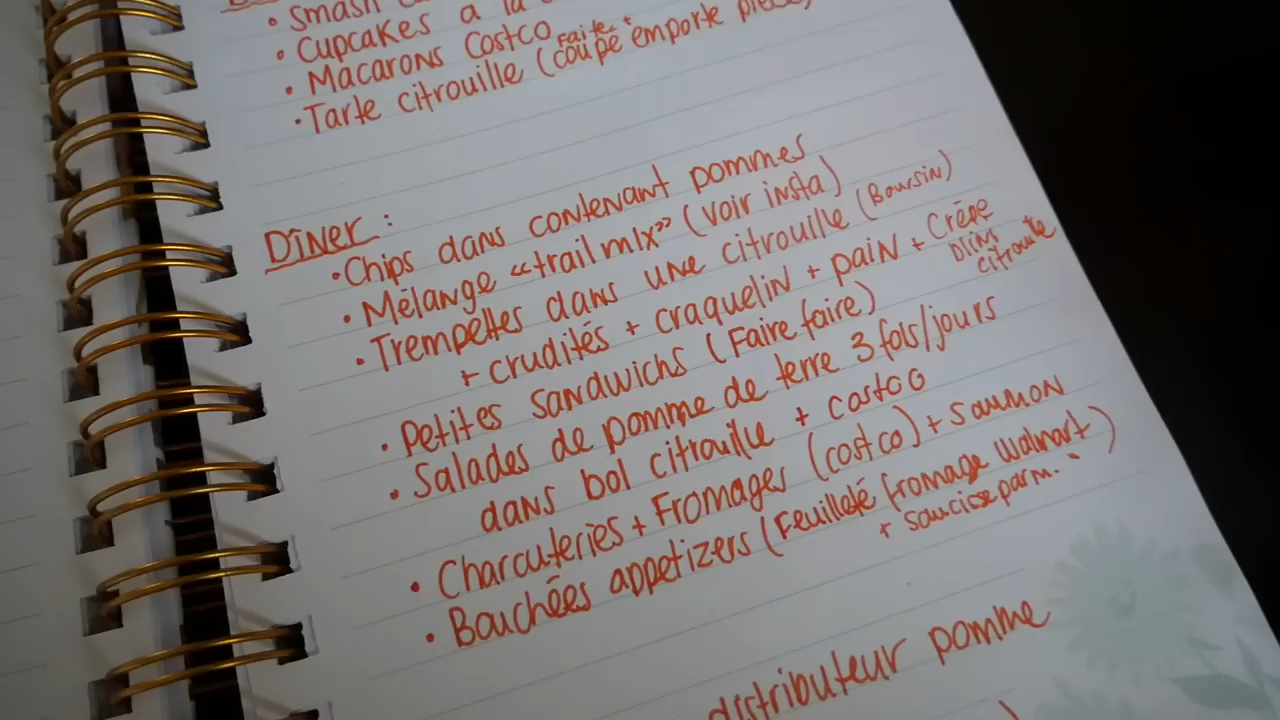 • Smash
• Cupcakes a la
• Macarons Costco
• Tarte citrouille (Faite + coupé emporte pièce)
Dîner :
• Chips dans contenant pommes
• Mélange "trail mix" (voir insta)
• Trempettes dans une citrouille (Boursin)
+ crudités + craquelin + pain + Crêpe
blini
citrouille
• Petites sandwichs (Faire faire)
• Salades de pomme de terre 3 fois/jours
dans bol citrouille + costco
• Charcuteries + Fromages (costco) + saumon
• Bouchées appetizers (Feuilleté fromage Walmart)
+ saucisse parm.
distributeur pomme